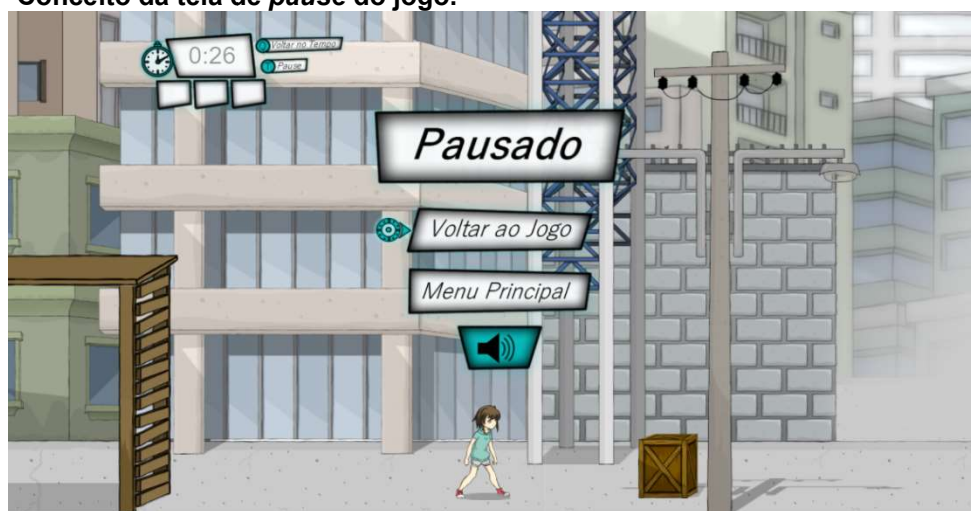 Conceito da tela de pause do jogo.
0:26
Voltar no Tempo
Pause
Pausado
Voltar ao Jogo
Menu Principal